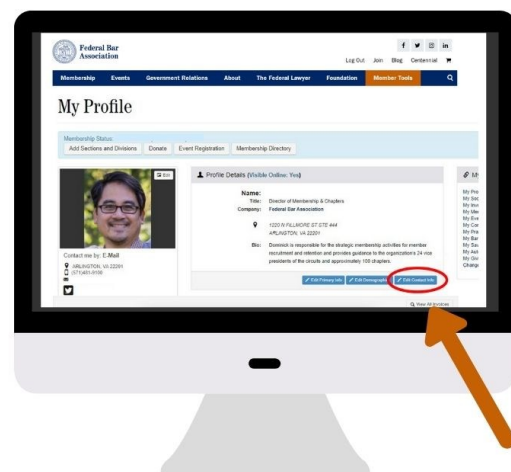 Federal Bar
Association
Log Out Join Blog Centennial
Membership Events Government Relations About The Federal Lawyer Foundation Member Tools
My Profile
Membership Status:
Add Sections and Divisions Donate Event Registration Membership Directory
Edit
Profile Details (Visible Online: Yes)
Name:
Title: Director of Membership & Chapters
Company: Federal Bar Association
1220 N FILLMORE ST STE 444
ARLINGTON, VA 22201
Bio: Dominick is responsible for the strategic membership activities for member
recruitment and retention and provides guidance to the organization's 24 vice
presidents of the circuits and approximately 100 chapters.
Contact me by: E-Mail
ARLINGTON, VA 22201
Edit Primary Info Edit Demographics Edit Contact Info
View All Invoices